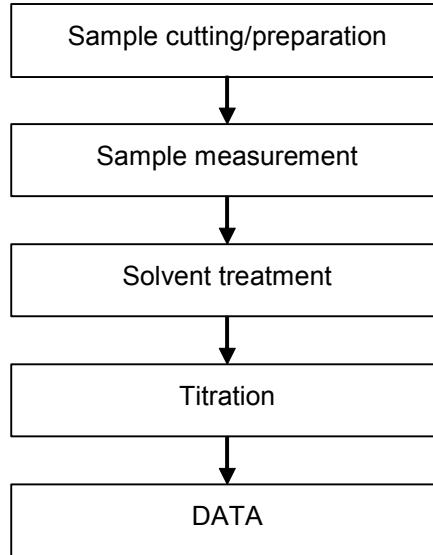 Sample cutting/preparation
Sample measurement
Solvent treatment
Titration
DATA